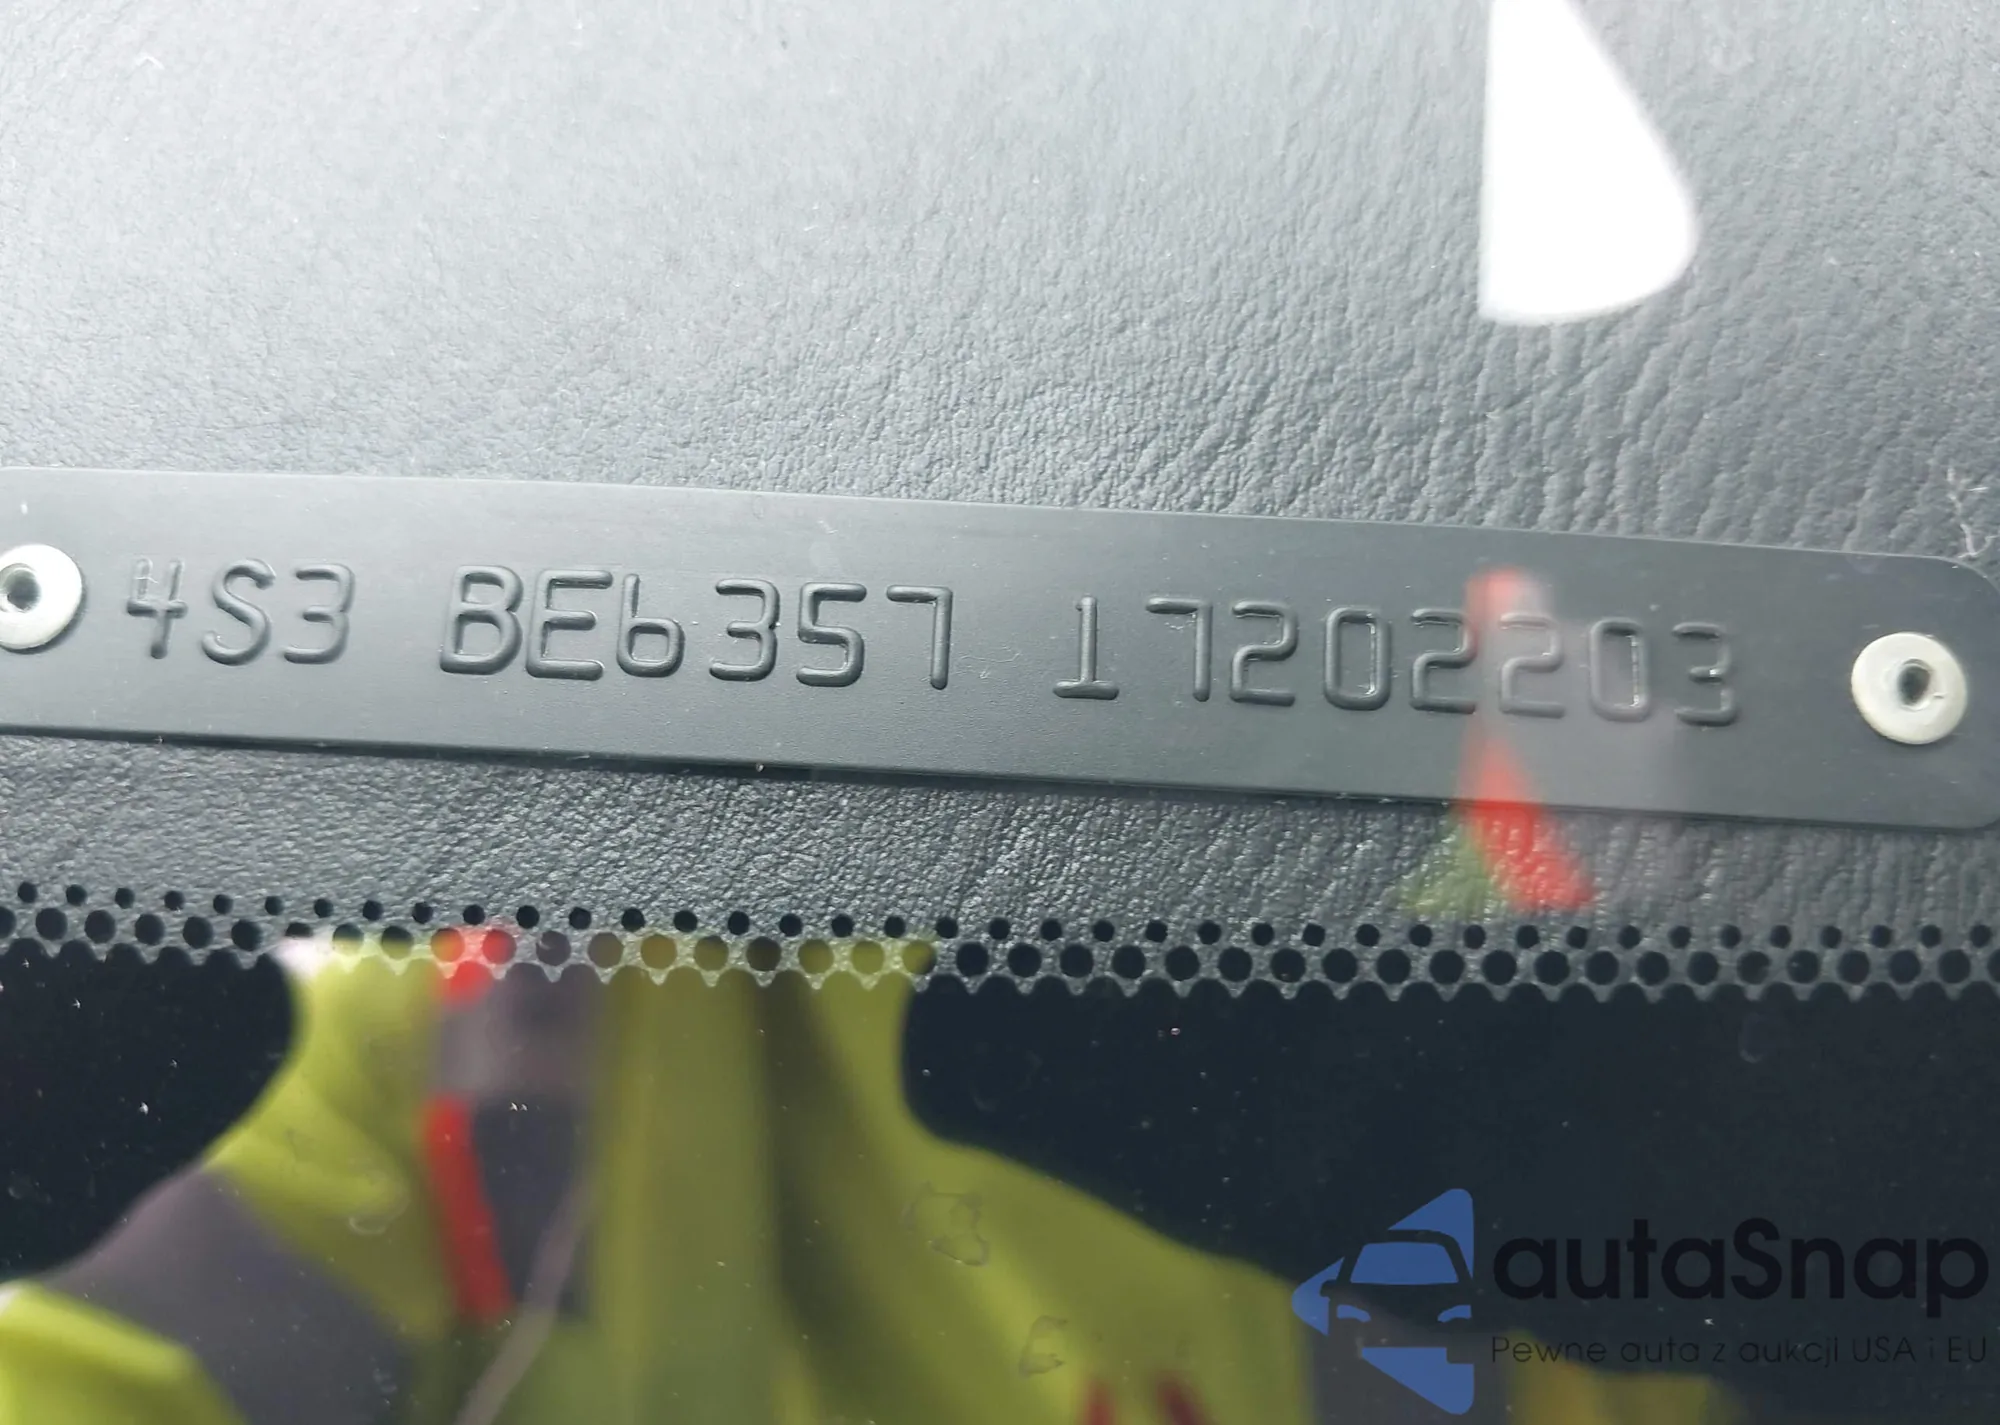 4S3 BE6357 17202203
autaSnap
Pewne auta z aukcji USA i EU